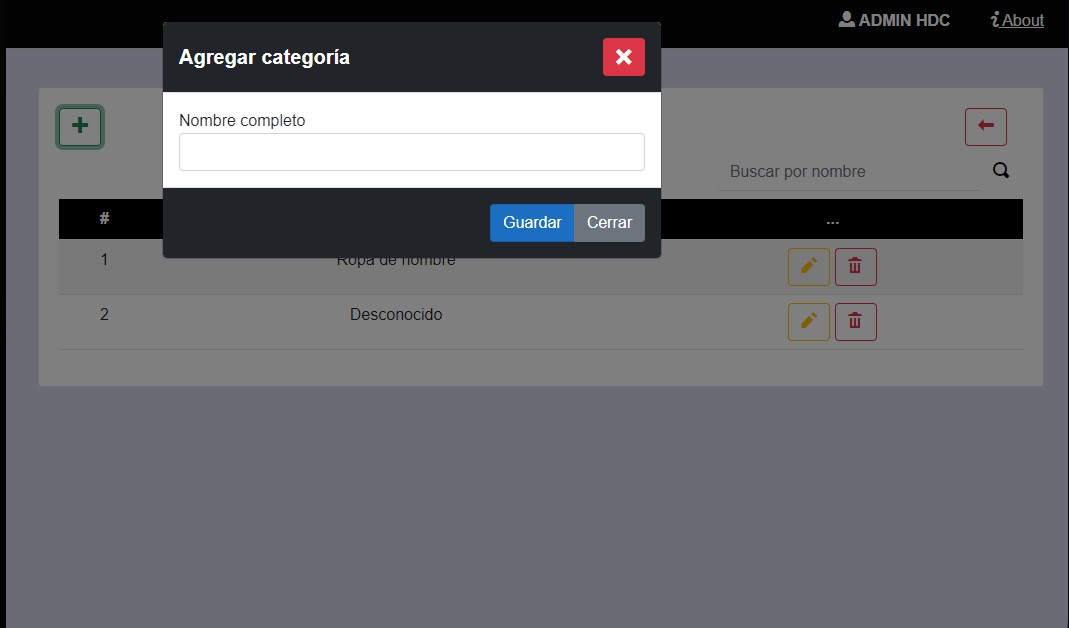 ADMIN HDC
About
Agregar categoría
Nombre completo
Guardar
Cerrar
Buscar por nombre
#
...
1
Ropa de hombre
2
Desconocido